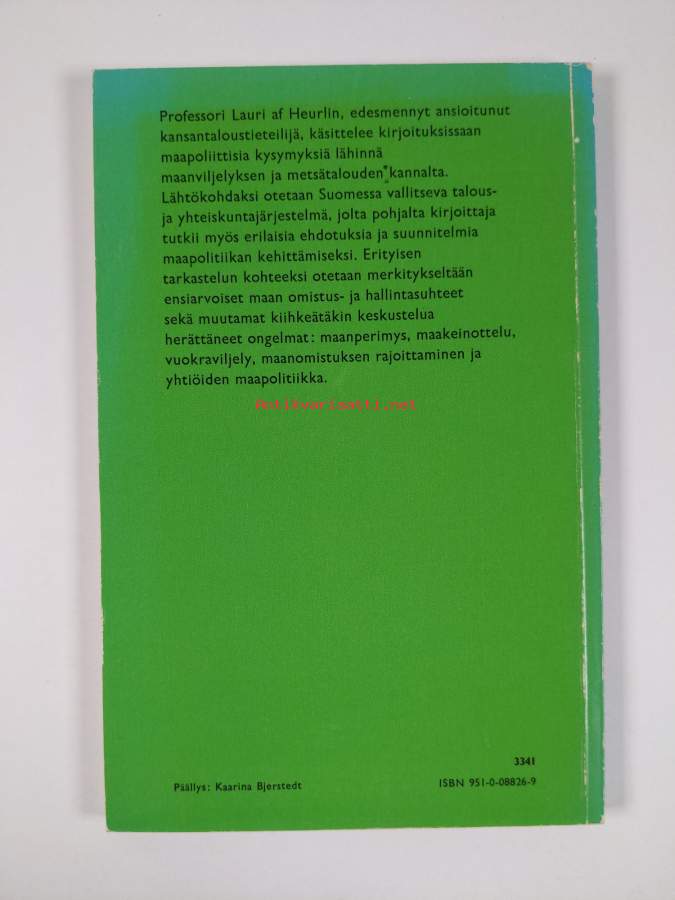 Professori Lauri af Heurlin, edesmennyt ansioitunut
kansantaloustieteilijä, käsittelee kirjoituksissaan
maapoliittisia kysymyksiä lähinnä
maanviljelyksen ja metsätalouden kannalta.
Lähtökohdaksi otetaan Suomessa vallitseva talous-
ja yhteiskuntajärjestelmä, jolta pohjalta kirjoittaja
tutkii myös erilaisia ehdotuksia ja suunnitelmia
maapolitiikan kehittämiseksi. Erityisen
tarkastelun kohteeksi otetaan merkitykseltään
ensiarvoiset maan omistus- ja hallintasuhteet
sekä muutamat kiihkeätäkin keskustelua
herättäneet ongelmat: maanperimys, maakeinottelu,
vuokraviljely, maanomistuksen rajoittaminen ja
yhtiöiden maapolitiikka.
Antikvariaatti.net
3341
Päällys: Kaarina Bjerstedt
ISBN 951-0-08826-9